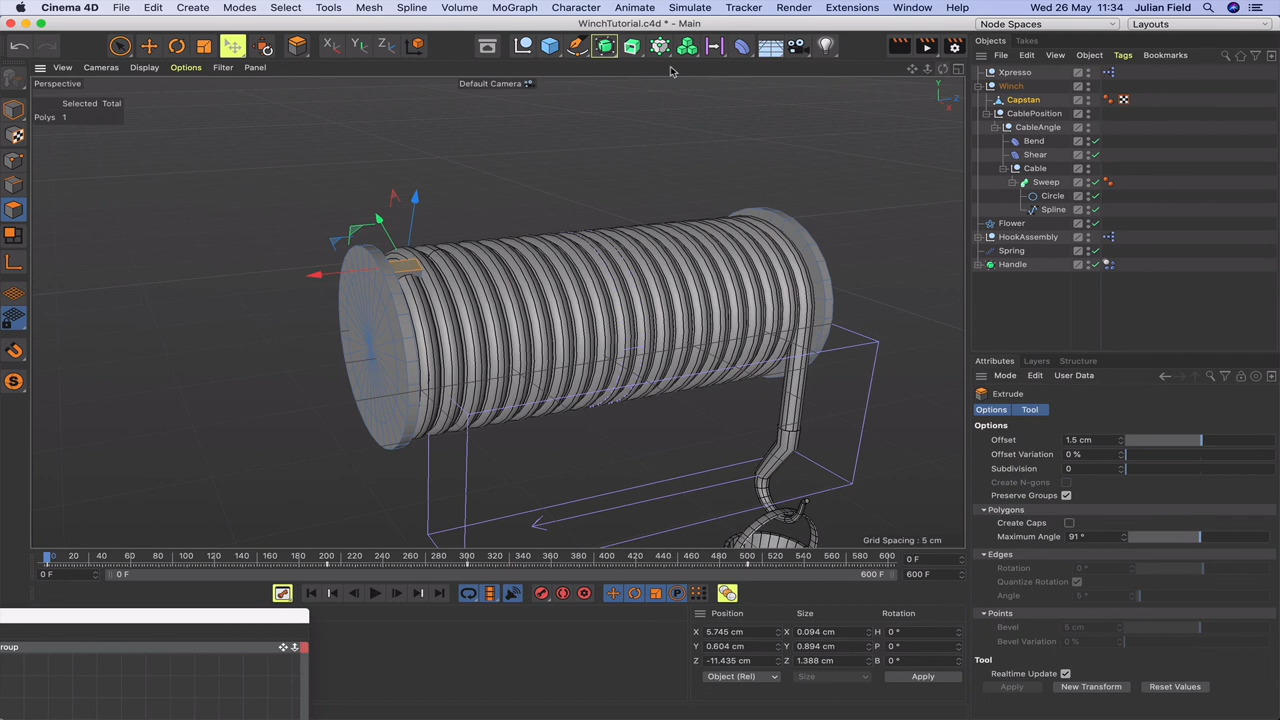 Cinema 4D File Edit Create Modes Select Tools Mesh Spline Volume MoGraph Character Animate Simulate Tracker Render Extensions Window Help Wed 26 May 11:34 Julian Field
WinchTutorial.c4d * - Main
Node Spaces Layouts
Objects Takes
File Edit View Object Tags Bookmarks
View Cameras Display Options Filter Panel
Perspective
Default Camera
Selected Total
Polys 1
Y
Z
X
Xpresso
Winch
Capstan
CablePosition
CableAngle
Bend
Shear
Cable
Sweep
Circle
Spline
Flower
HookAssembly
Spring
Handle
Attributes Layers Structure
Mode Edit User Data
Extrude
Options Tool
Options
Offset 1.5 cm
Offset Variation 0 %
Subdivision 0
Create N-gons
Preserve Groups
Polygons
Create Caps
Maximum Angle 91 °
Edges
Rotation 0 °
Quantize Rotation
Angle 5 °
Points
Bevel 5 cm
Bevel Variation 0 %
Tool
Realtime Update
Apply New Transform Reset Values
Grid Spacing : 5 cm
0 20 40 60 80 100 120 140 160 180 200 220 240 260 280 300 320 340 360 380 400 420 440 460 480 500 520 540 560 580 600 0 F
0 F 0 F 600 F 600 F
Position Size Rotation
X 5.745 cm X 0.094 cm H 0 °
Y 0.604 cm Y 0.894 cm P 0 °
Z -11.435 cm Z 1.388 cm B 0 °
Object (Rel) Size Apply
roup